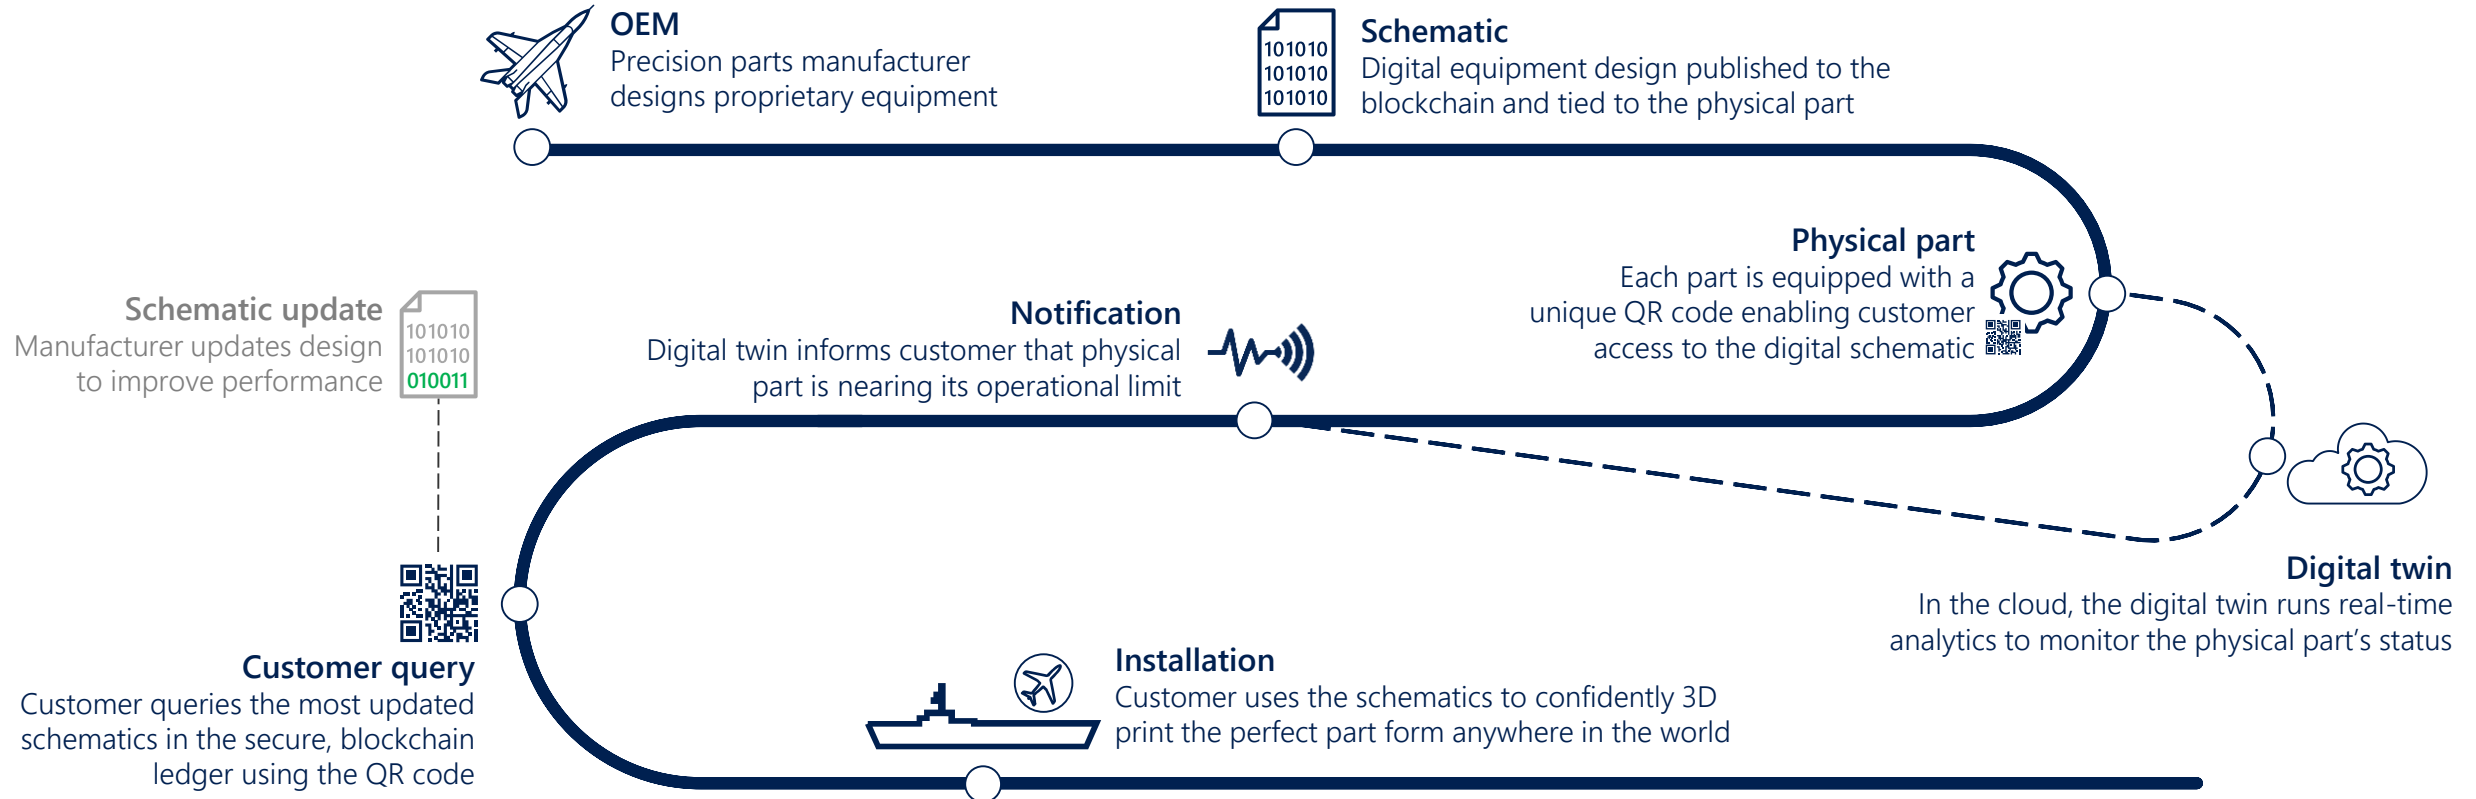 OEM
Precision parts manufacturer
designs proprietary equipment
101010
101010
101010
Schematic
Digital equipment design published to the
blockchain and tied to the physical part
Physical part
Each part is equipped with a
unique QR code enabling customer
access to the digital schematic
Digital twin
In the cloud, the digital twin runs real-time
analytics to monitor the physical part's status
Notification
Digital twin informs customer that physical
part is nearing its operational limit
Schematic update
Manufacturer updates design
to improve performance
101010
101010
010011
Customer query
Customer queries the most updated
schematics in the secure, blockchain
ledger using the QR code
Installation
Customer uses the schematics to confidently 3D
print the perfect part form anywhere in the world